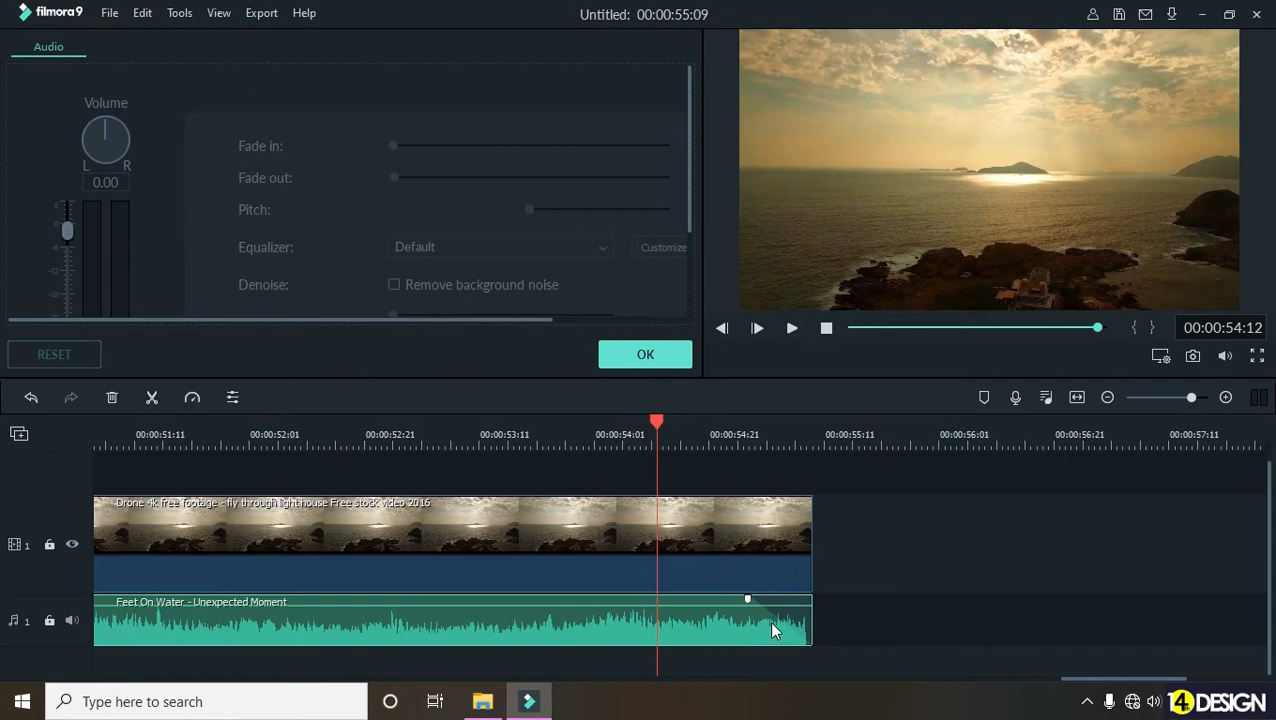 filmora9 File Edit Tools View Export Help Untitled: 00:00:55:09
Audio
Volume
L R
0.00
Fade in:
Fade out:
Pitch:
Equalizer: Default Customize
Denoise: Remove background noise
RESET OK
00:00:54:12
00:00:51:11 00:00:52:01 00:00:52:21 00:00:53:11 00:00:54:01 00:00:54:21 00:00:55:11 00:00:56:01 00:00:56:21 00:00:57:11
Drone 4k free footage - fly through light house Free stock video 2016
1
Feet On Water - Unexpected Moment
1
Type here to search
4 DESIGN